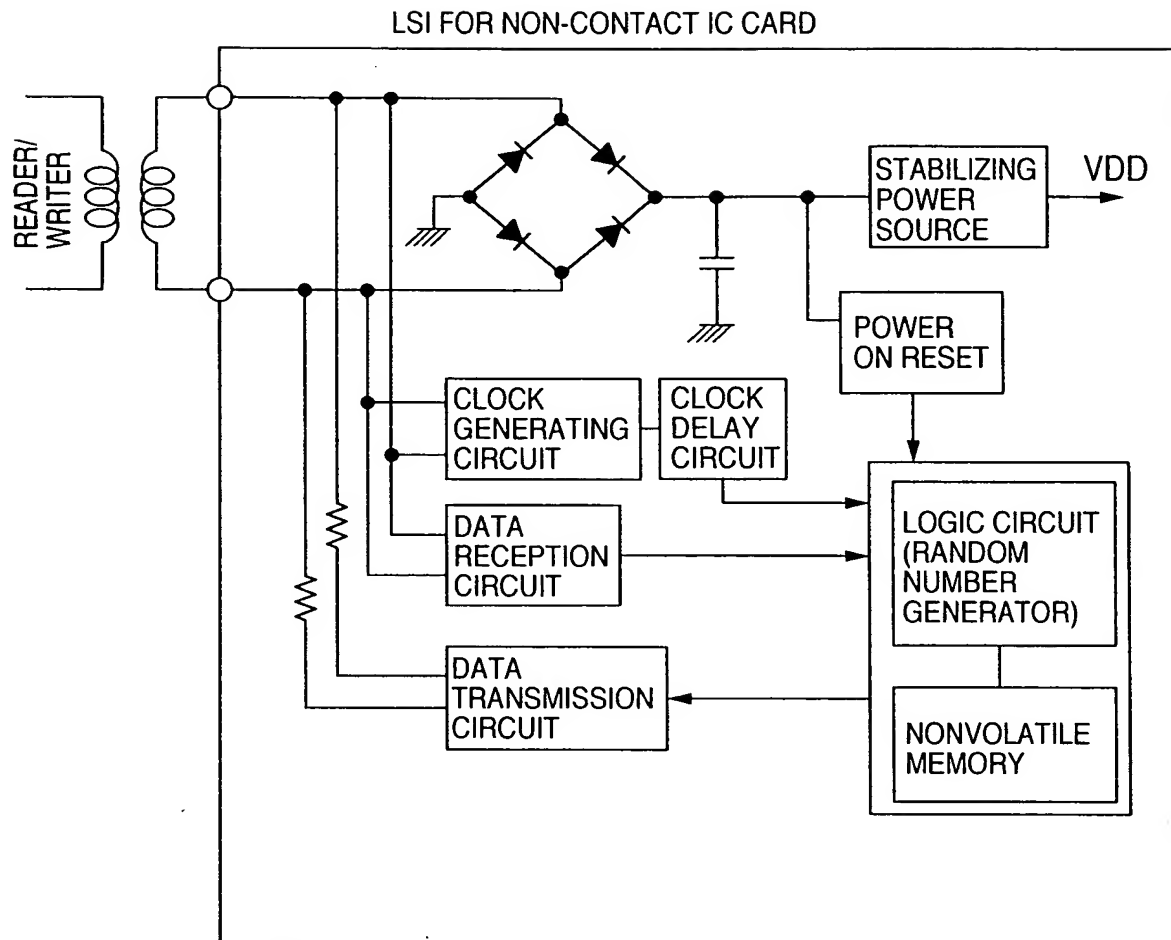 LSI FOR NON-CONTACT IC CARD
READER/
WRITER
STABILIZING
POWER
SOURCE
VDD
POWER
ON RESET
CLOCK
GENERATING
CIRCUIT
CLOCK
DELAY
CIRCUIT
DATA
RECEPTION
CIRCUIT
LOGIC CIRCUIT
(RANDOM
NUMBER
GENERATOR)
DATA
TRANSMISSION
CIRCUIT
NONVOLATILE
MEMORY